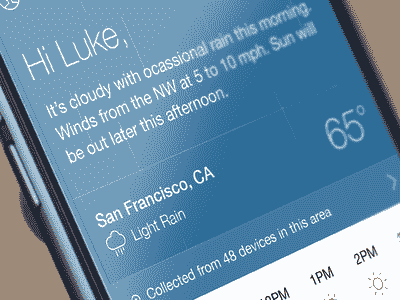 Hi Luke,
It's cloudy with ocassional rain this morning.
Winds from the NW at 5 to 10 mph. Sun will
be out later this afternoon.
65°
San Francisco, CA
Light Rain
Collected from 48 devices in this area
1PM
2PM